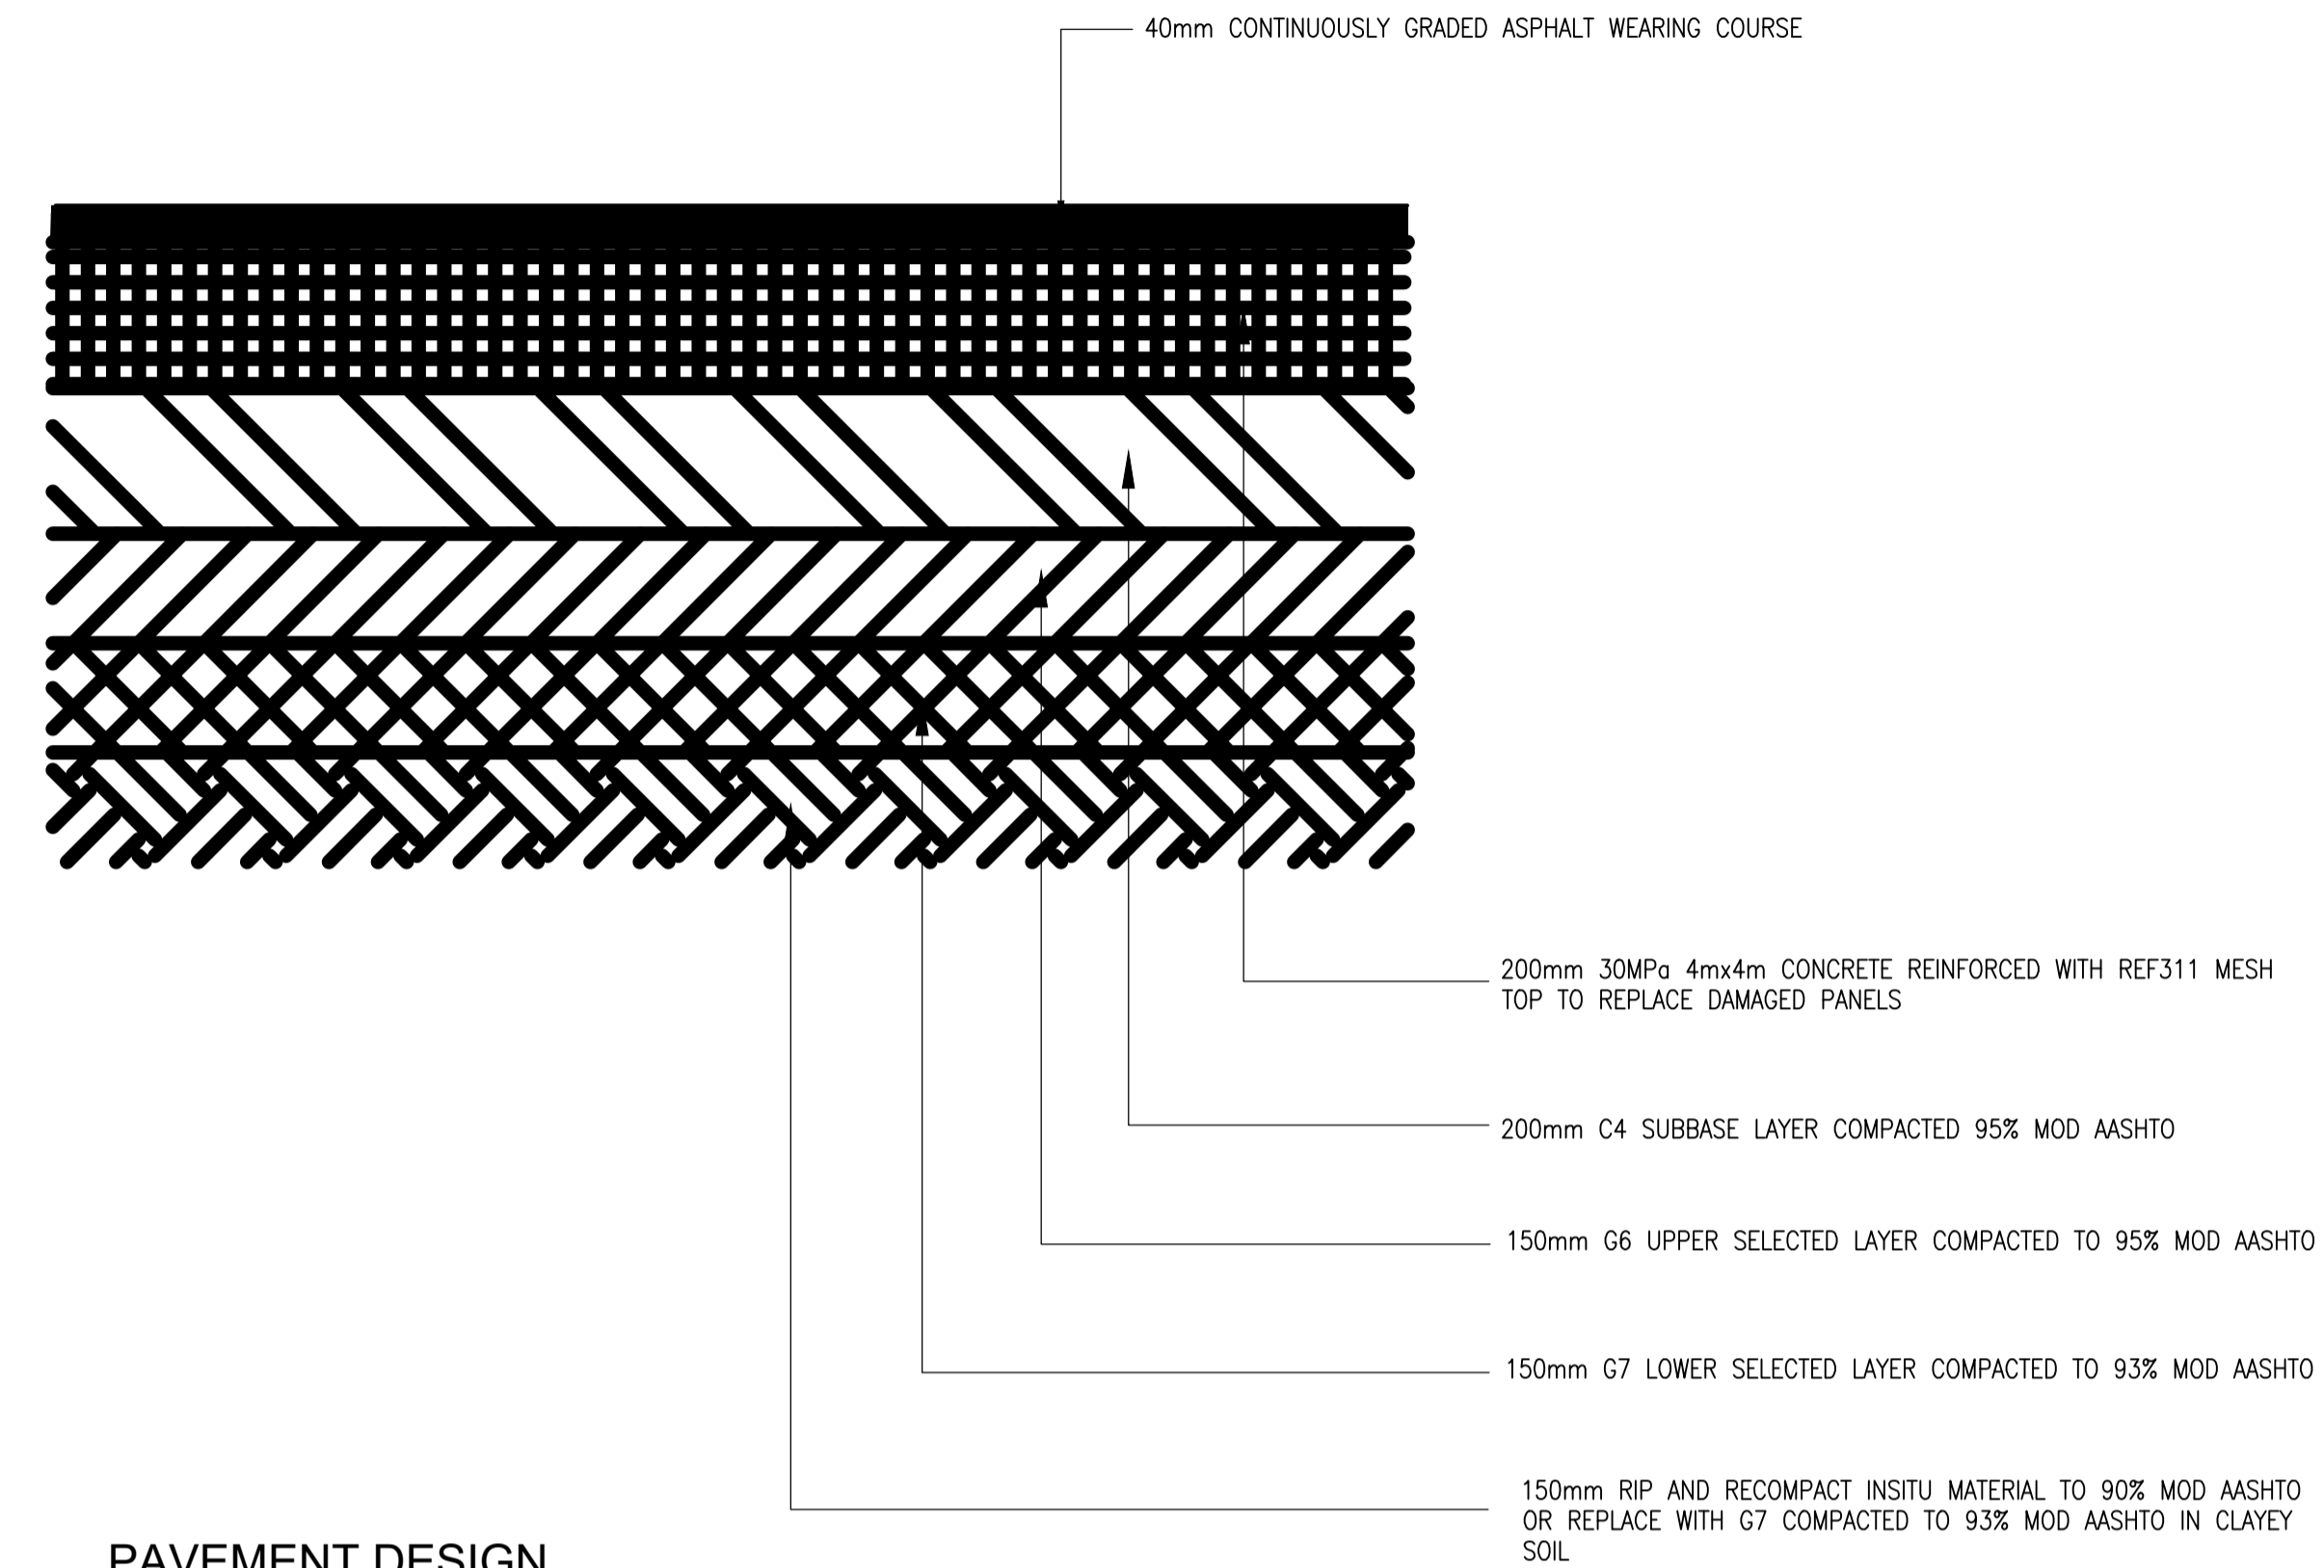 40mm CONTINUOUSLY GRADED ASPHALT WEARING COURSE
200mm 30MPa 4mx4m CONCRETE REINFORCED WITH REF311 MESH
TOP TO REPLACE DAMAGED PANELS
200mm C4 SUBBASE LAYER COMPACTED 95% MOD AASHTO
150mm G6 UPPER SELECTED LAYER COMPACTED TO 95% MOD AASHTO
150mm G7 LOWER SELECTED LAYER COMPACTED TO 93% MOD AASHTO
150mm RIP AND RECOMPACT INSITU MATERIAL TO 90% MOD AASHTO
OR REPLACE WITH G7 COMPACTED TO 93% MOD AASHTO IN CLAYEY
SOIL
PAVEMENT DESIGN